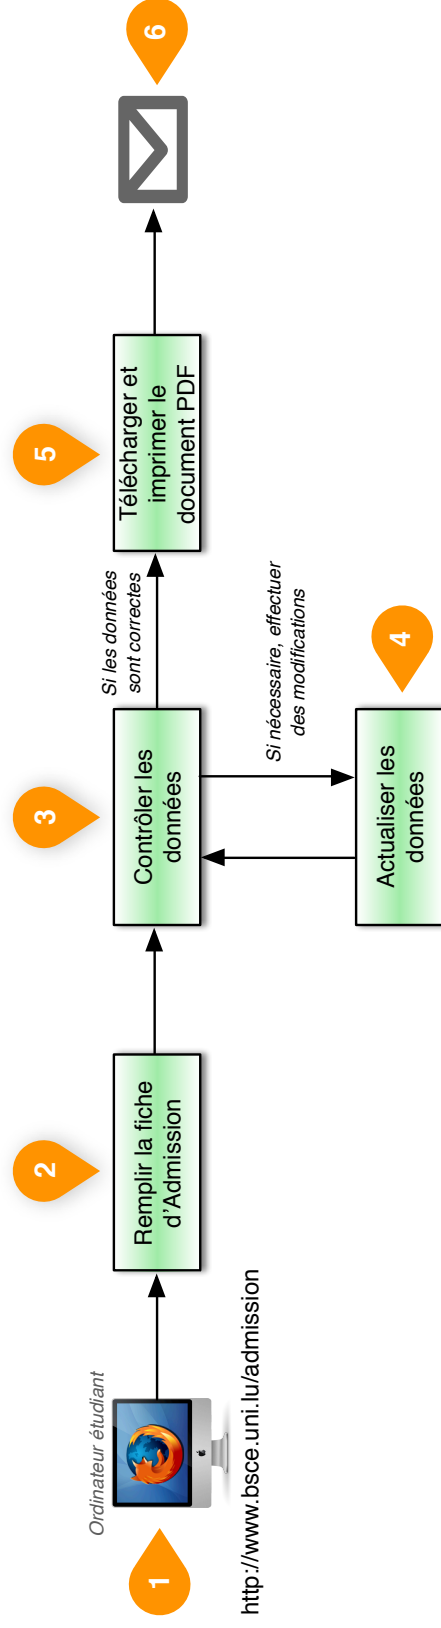 1
Ordinateur étudiant
http://www.bsce.uni.lu/admission
2
Remplir la fiche
d'Admission
3
Contrôler les
données
Si les données
sont correctes
Si nécessaire, effectuer
des modifications
4
Actualiser les
données
5
Télécharger et
imprimer le
document PDF
6